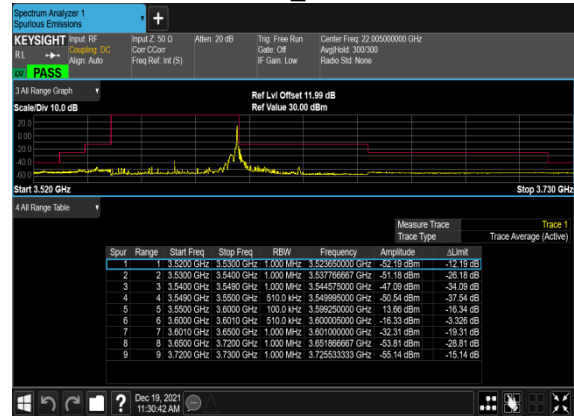 Spectrum Analyzer 1
Spurious Emissions
+
KEYSIGHT Input: RF Input Z: 50 Ω Atten: 20 dB Trig: Free Run Center Freq: 22.005000000 GHz
RL Coupling: DC Corr CCorr Gate: Off Avg|Hold: 300/300
Align: Auto Freq Ref: Int (S) IF Gain: Low Radio Std: None
PASS
3 All Range Graph
Ref Lvl Offset 11.99 dB
Scale/Div 10.0 dB Ref Value 30.00 dBm
20.0
0.00
-20.0
-40.0
-60.0
Start 3.520 GHz Stop 3.730 GHz
4 All Range Table
Measure Trace Trace 1
Trace Type Trace Average (Active)
Spur Range Start Freq Stop Freq RBW Frequency Amplitude ΔLimit
1 1 3.5200 GHz 3.5300 GHz 1.000 MHz 3.523650000 GHz -52.19 dBm -12.19 dB
2 2 3.5300 GHz 3.5400 GHz 1.000 MHz 3.537766667 GHz -51.18 dBm -26.18 dB
3 3 3.5400 GHz 3.5490 GHz 1.000 MHz 3.544575000 GHz -47.09 dBm -34.09 dB
4 4 3.5490 GHz 3.5500 GHz 510.0 kHz 3.549995000 GHz -50.54 dBm -37.54 dB
5 5 3.5500 GHz 3.6000 GHz 100.0 kHz 3.599250000 GHz 13.66 dBm -16.34 dB
6 6 3.6000 GHz 3.6010 GHz 510.0 kHz 3.600005000 GHz -16.33 dBm -3.326 dB
7 7 3.6010 GHz 3.6500 GHz 1.000 MHz 3.601000000 GHz -32.31 dBm -19.31 dB
8 8 3.6500 GHz 3.7200 GHz 1.000 MHz 3.651866667 GHz -53.81 dBm -28.81 dB
9 9 3.7200 GHz 3.7300 GHz 1.000 MHz 3.725533333 GHz -55.14 dBm -15.14 dB
? Dec 19, 2021
11:30:42 AM